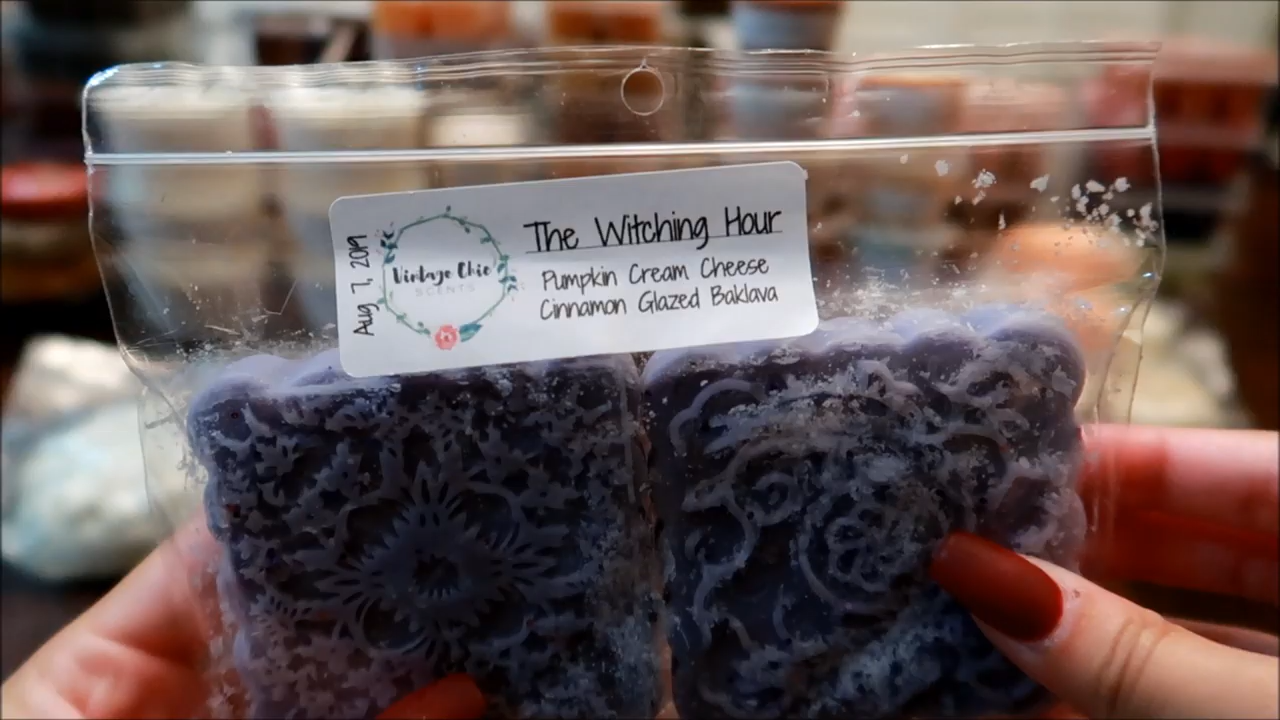 Aug 7, 2019
Vintage Chic
SCENTS
The Witching Hour
Pumpkin Cream Cheese
Cinnamon Glazed Baklava